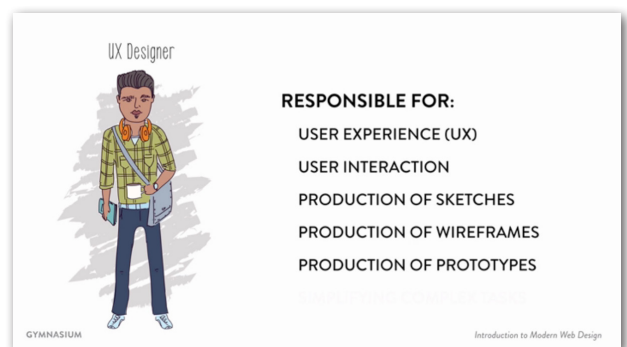 UX Designer
RESPONSIBLE FOR:
USER EXPERIENCE (UX)
USER INTERACTION
PRODUCTION OF SKETCHES
PRODUCTION OF WIREFRAMES
PRODUCTION OF PROTOTYPES
GYMNASIUM
Introduction to Modern Web Design